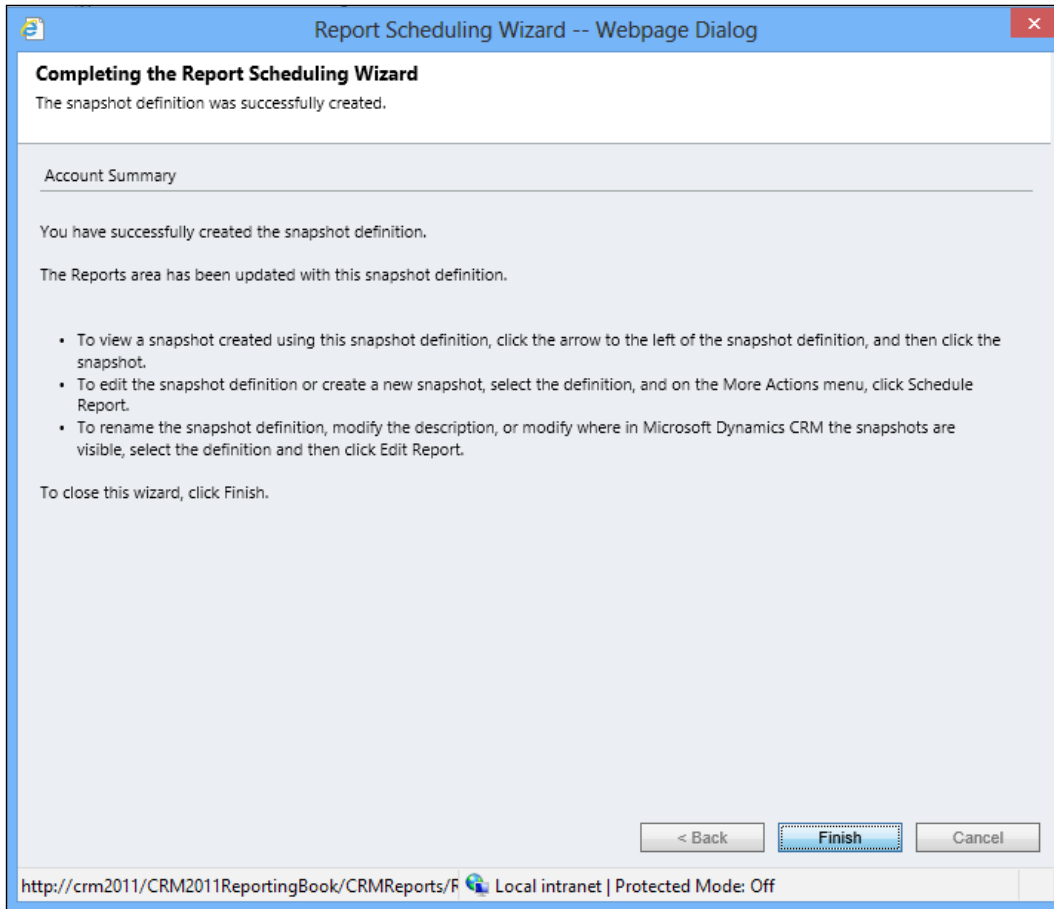 Report Scheduling Wizard -- Webpage Dialog
Completing the Report Scheduling Wizard
The snapshot definition was successfully created.
Account Summary
You have successfully created the snapshot definition.
The Reports area has been updated with this snapshot definition.
• To view a snapshot created using this snapshot definition, click the arrow to the left of the snapshot definition, and then click the
snapshot.
• To edit the snapshot definition or create a new snapshot, select the definition, and on the More Actions menu, click Schedule
Report.
• To rename the snapshot definition, modify the description, or modify where in Microsoft Dynamics CRM the snapshots are
visible, select the definition and then click Edit Report.
To close this wizard, click Finish.
< Back Finish Cancel
http://crm2011/CRM2011ReportingBook/CRMReports/R Local intranet | Protected Mode: Off